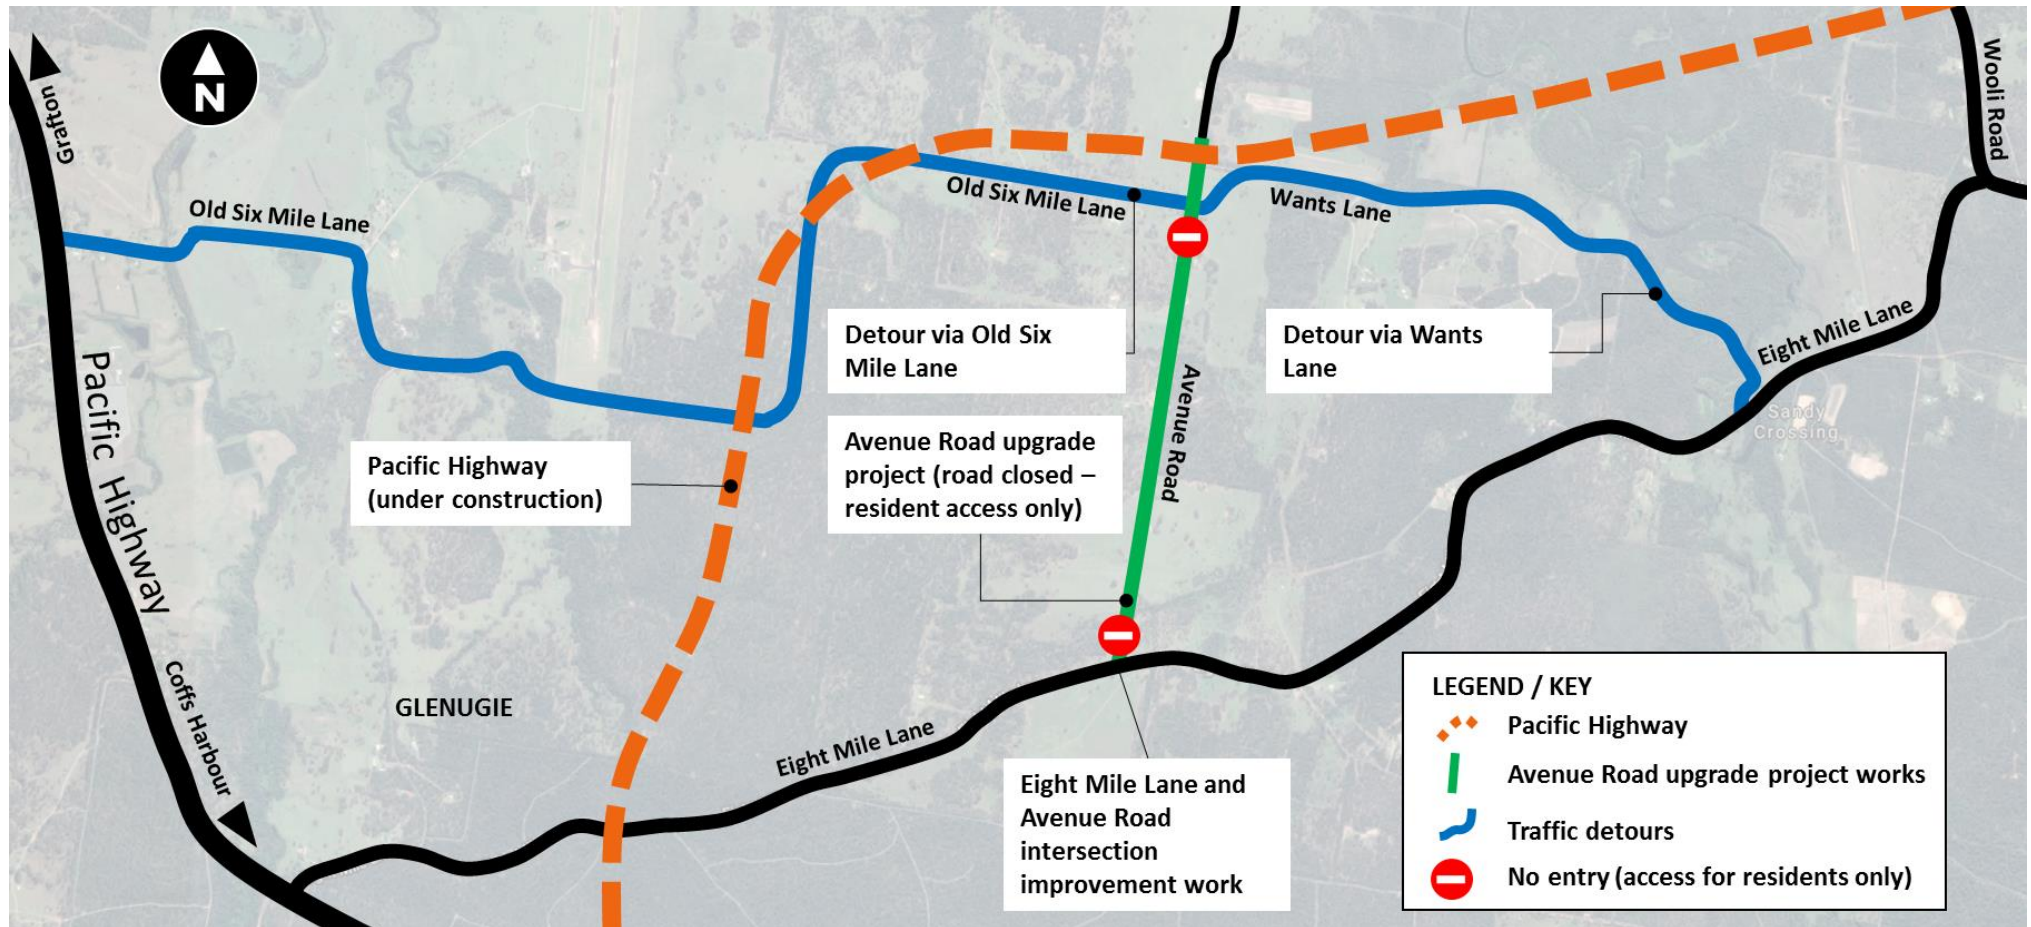 N
Grafton
Wooli Road
Old Six Mile Lane
Old Six Mile Lane
Wants Lane
Detour via Old Six
Mile Lane
Detour via Wants
Lane
Eight Mile Lane
Pacific Highway
Avenue Road
Sandy
Crossing
Avenue Road upgrade
project (road closed –
resident access only)
Pacific Highway
(under construction)
Coffs Harbour
GLENUGIE
Eight Mile Lane
Eight Mile Lane and
Avenue Road
intersection
improvement work
LEGEND / KEY
Pacific Highway
Avenue Road upgrade project works
Traffic detours
No entry (access for residents only)